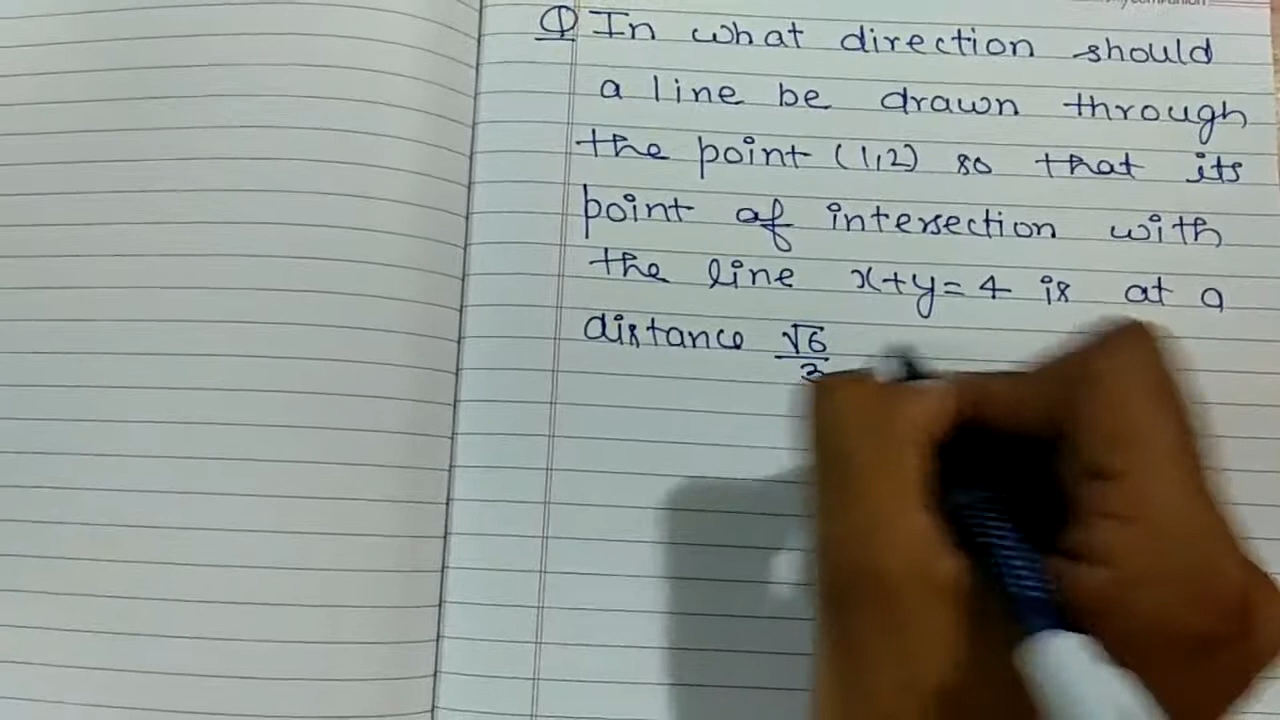 Q In what direction should
a line be drawn through
the point (1,2) so that its
point of intersection with
the line x+y=4 is at a
distance √6/3